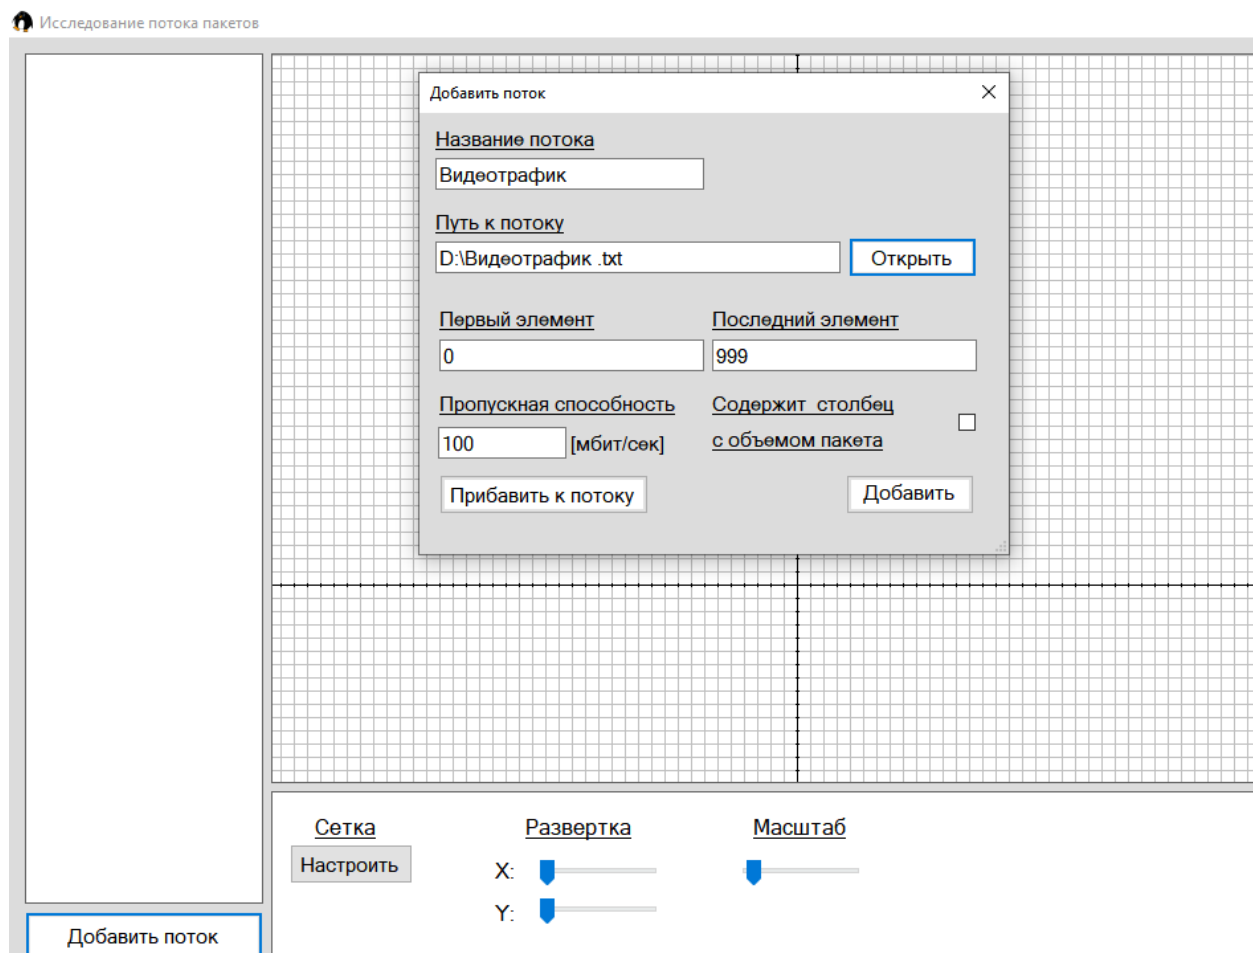 Исследование потока пакетов
Добавить поток
Название потока
Видеотрафик
Путь к потоку
D:\Видеотрафик .txt
Открыть
Первый элемент
Последний элемент
0
999
Пропускная способность
Содержит столбец
с объемом пакета
100
[мбит/сек]
Прибавить к потоку
Добавить
Сетка
Развертка
Масштаб
Настроить
X:
Y:
Добавить поток